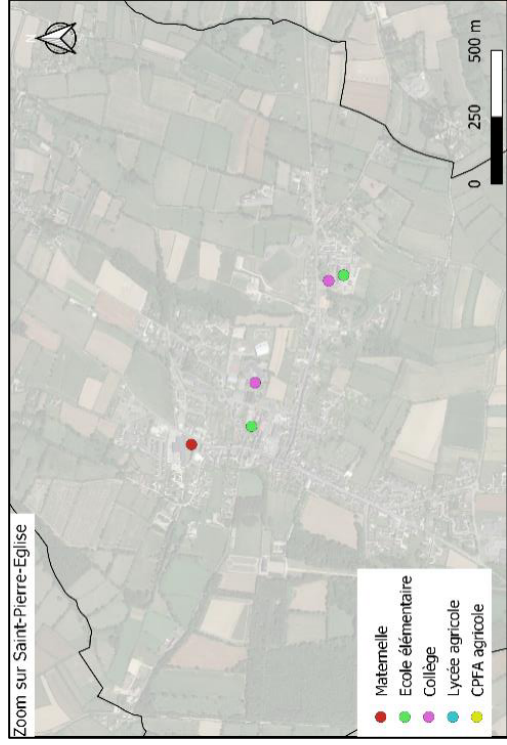 Zoom sur Saint-Pierre-Eglise
N
Maternelle
Ecole élémentaire
Collège
Lycée agricole
CPFA agricole
0 250 500 m